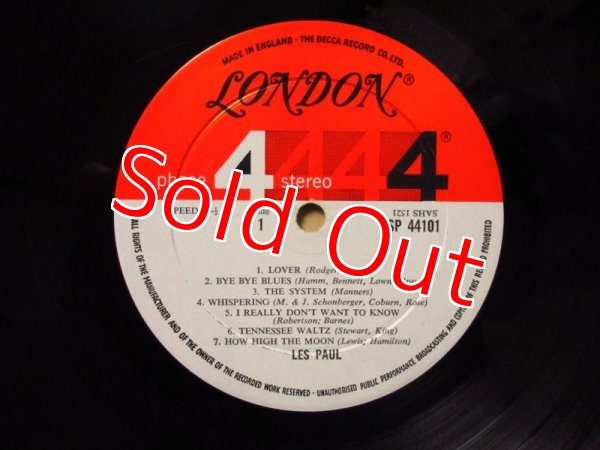 MADE IN ENGLAND · THE DECCA RECORD CO. LTD.
LONDON®
phase 4 stereo 444®
1
SP 44101
SAHS 1521
1. LOVER
2. BYE BYE BLUES (Hamm, Bennett, Lown,
3. THE SYSTEM (Manners)
4. WHISPERING (M. & J. Schonberger, Coburn, Rose)
5. I REALLY DON'T WANT TO KNOW
(Robertson; Barnes)
6. TENNESSEE WALTZ (Stewart, King)
7. HOW HIGH THE MOON (Lewis; Hamilton)
LES PAUL
ALL RIGHTS OF THE MANUFACTURER AND OF THE OWNER OF THE RECORDED WORK RESERVED - UNAUTHORISED PUBLIC PERFORMANCE BROADCASTING AND COPYING OF THIS RECORD PROHIBITED
Sold Out